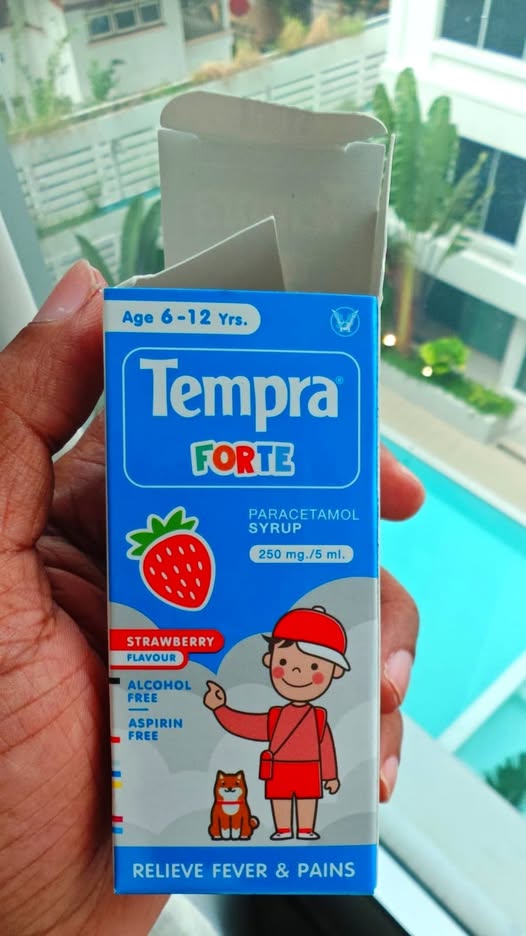 Age 6-12 Yrs.
Tempra®
FORTE
PARACETAMOL
SYRUP
250 mg./5 ml.
STRAWBERRY
FLAVOUR
ALCOHOL
FREE
ASPIRIN
FREE
RELIEVE FEVER & PAINS